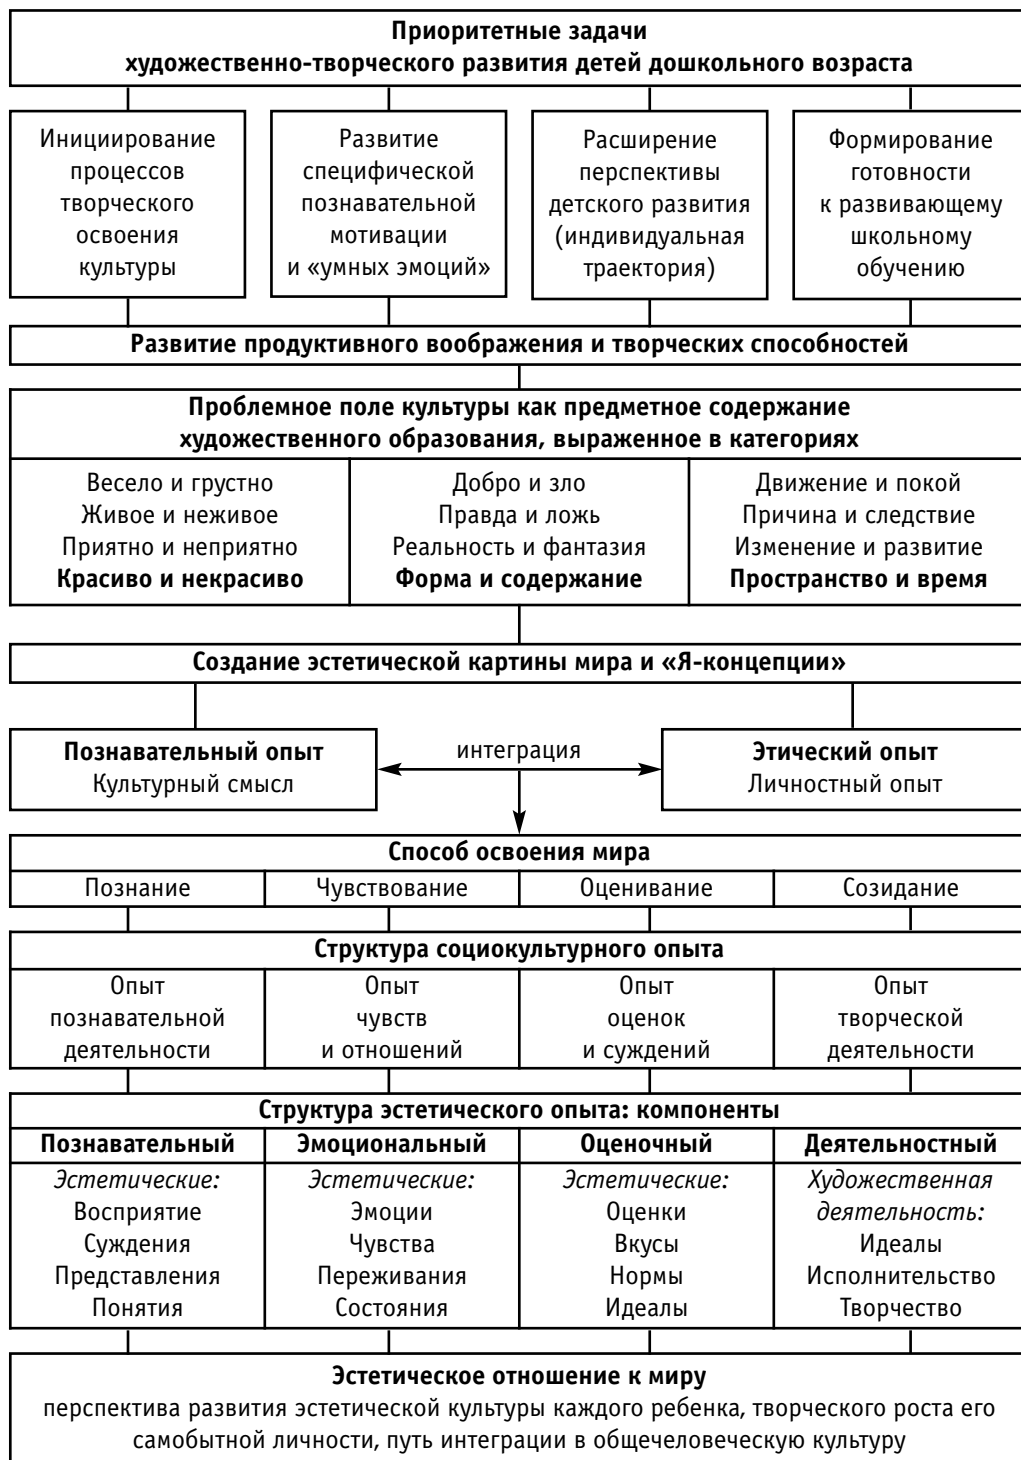 Приоритетные задачи
художественно-творческого развития детей дошкольного возраста
Инициирование
процессов
творческого
освоения
культуры
Развитие
специфической
познавательной
мотивации
и «умных эмоций»
Расширение
перспективы
детского развития
(индивидуальная
траектория)
Формирование
готовности
к развивающему
школьному
обучению
Развитие продуктивного воображения и творческих способностей
Проблемное поле культуры как предметное содержание
художественного образования, выраженное в категориях
Весело и грустно
Живое и неживое
Приятно и неприятно
Красиво и некрасиво
Добро и зло
Правда и ложь
Реальность и фантазия
Форма и содержание
Движение и покой
Причина и следствие
Изменение и развитие
Пространство и время
Создание эстетической картины мира и «Я-концепции»
Познавательный опыт
Культурный смысл
интеграция
Этический опыт
Личностный опыт
Способ освоения мира
Познание
Чувствование
Оценивание
Созидание
Структура социокультурного опыта
Опыт
познавательной
деятельности
Опыт
чувств
и отношений
Опыт
оценок
и суждений
Опыт
творческой
деятельности
Структура эстетического опыта: компоненты
Познавательный
Эстетические:
Восприятие
Суждения
Представления
Понятия
Эмоциональный
Эстетические:
Эмоции
Чувства
Переживания
Состояния
Оценочный
Эстетические:
Оценки
Вкусы
Нормы
Идеалы
Деятельностный
Художественная
деятельность:
Идеалы
Исполнительство
Творчество
Эстетическое отношение к миру
перспектива развития эстетической культуры каждого ребенка, творческого роста его
самобытной личности, путь интеграции в общечеловеческую культуру